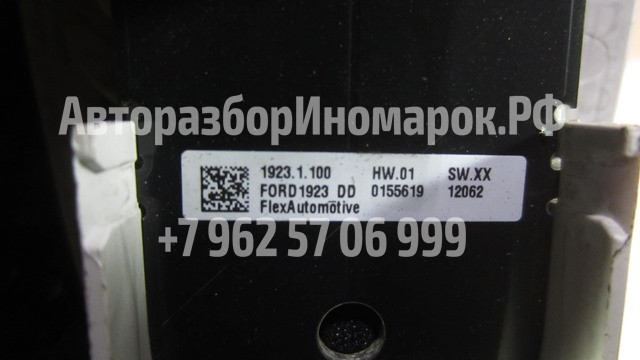 АвторазборИномарок.РФ
1923.1.100 HW.01 SW.XX
FORD1923 DD 0155619 12062
FlexAutomotive
+7 962 57 06 999